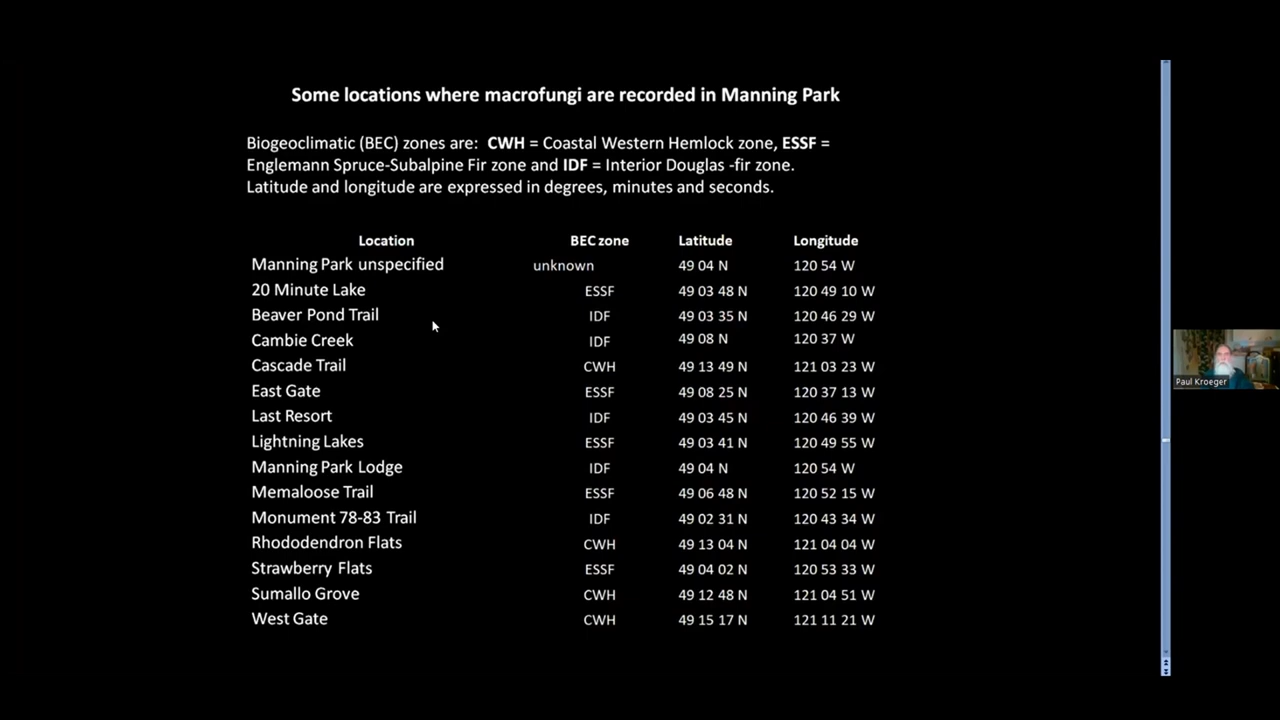 Some locations where macrofungi are recorded in Manning Park
Biogeoclimatic (BEC) zones are: CWH = Coastal Western Hemlock zone, ESSF =
Englemann Spruce-Subalpine Fir zone and IDF = Interior Douglas -fir zone.
Latitude and longitude are expressed in degrees, minutes and seconds.
Location BEC zone Latitude Longitude
Manning Park unspecified unknown 49 04 N 120 54 W
20 Minute Lake ESSF 49 03 48 N 120 49 10 W
Beaver Pond Trail IDF 49 03 35 N 120 46 29 W
Cambie Creek IDF 49 08 N 120 37 W
Cascade Trail CWH 49 13 49 N 121 03 23 W
East Gate ESSF 49 08 25 N 120 37 13 W
Last Resort IDF 49 03 45 N 120 46 39 W
Lightning Lakes ESSF 49 03 41 N 120 49 55 W
Manning Park Lodge IDF 49 04 N 120 54 W
Memaloose Trail ESSF 49 06 48 N 120 52 15 W
Monument 78-83 Trail IDF 49 02 31 N 120 43 34 W
Rhododendron Flats CWH 49 13 04 N 121 04 04 W
Strawberry Flats ESSF 49 04 02 N 120 53 33 W
Sumallo Grove CWH 49 12 48 N 121 04 51 W
West Gate CWH 49 15 17 N 121 11 21 W
Paul Kroeger